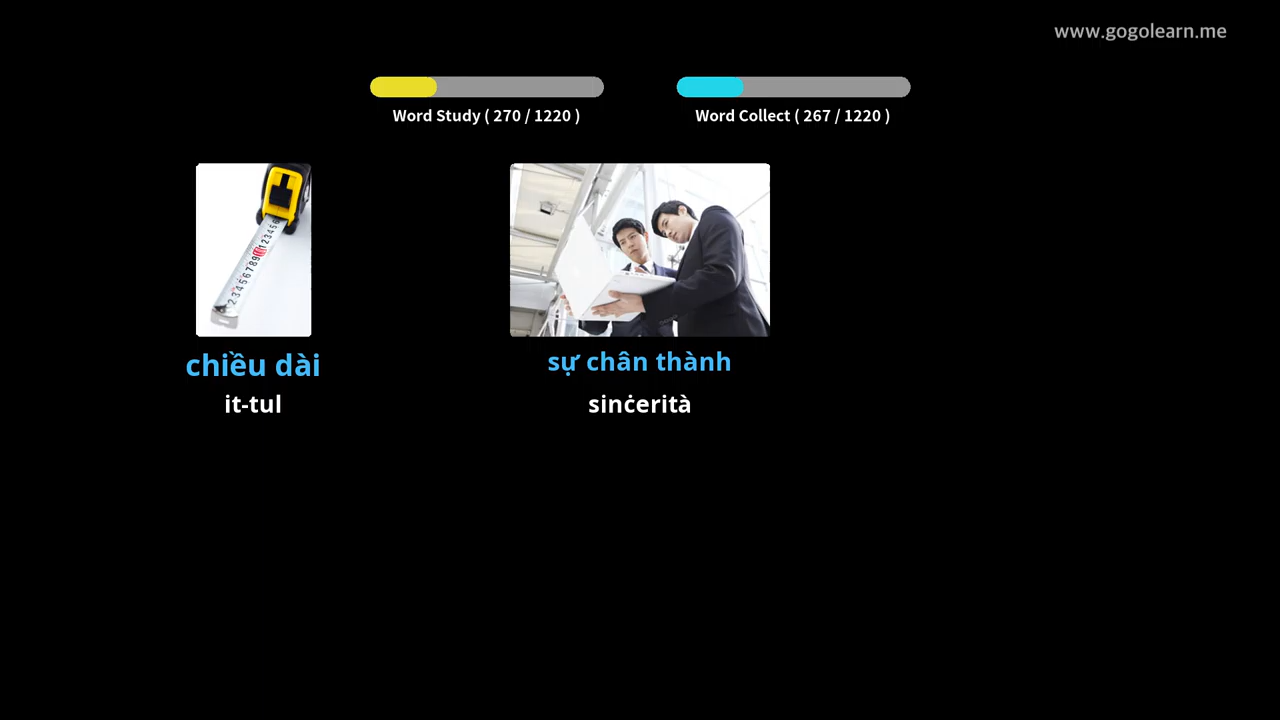 www.gogolearn.me
Word Study ( 270 / 1220 )
Word Collect ( 267 / 1220 )
chiều dài
it-tul
sự chân thành
sinċerità